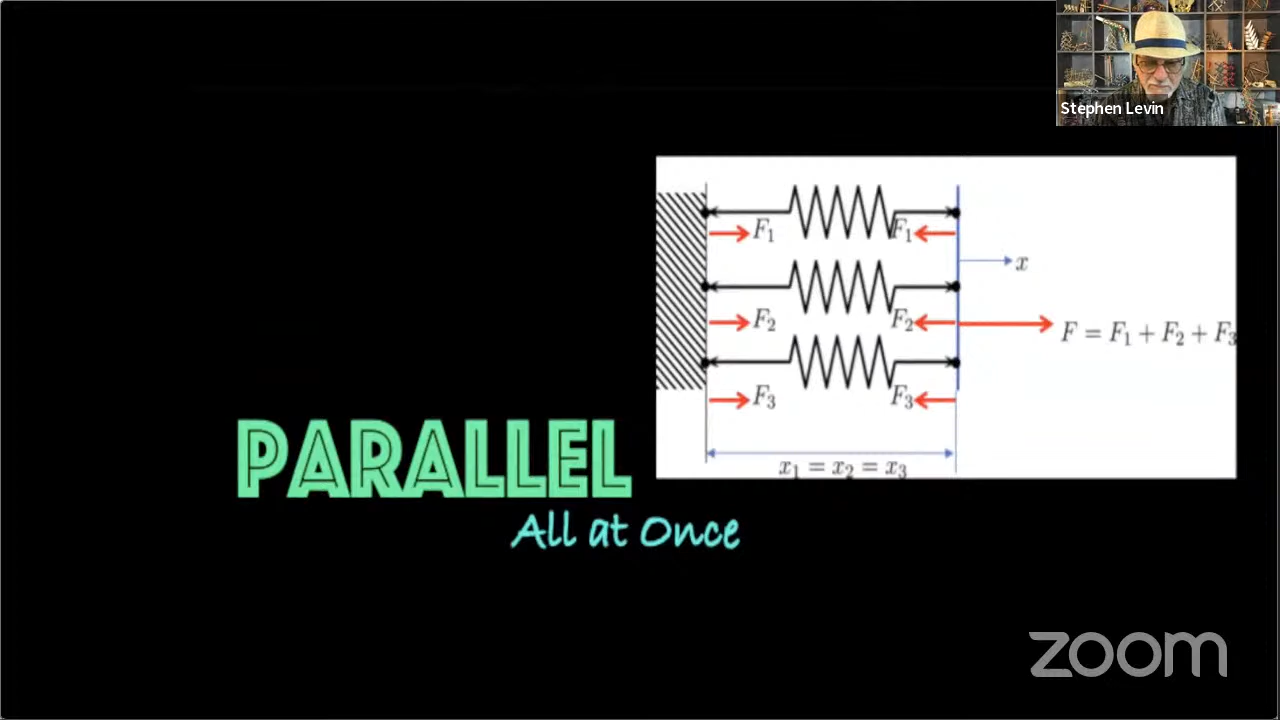 Stephen Levin
F₁ F₁
x
F₂ F₂
F = F₁ + F₂ + F₃
F₃ F₃
x₁ = x₂ = x₃
PARALLEL
All at Once
zoom